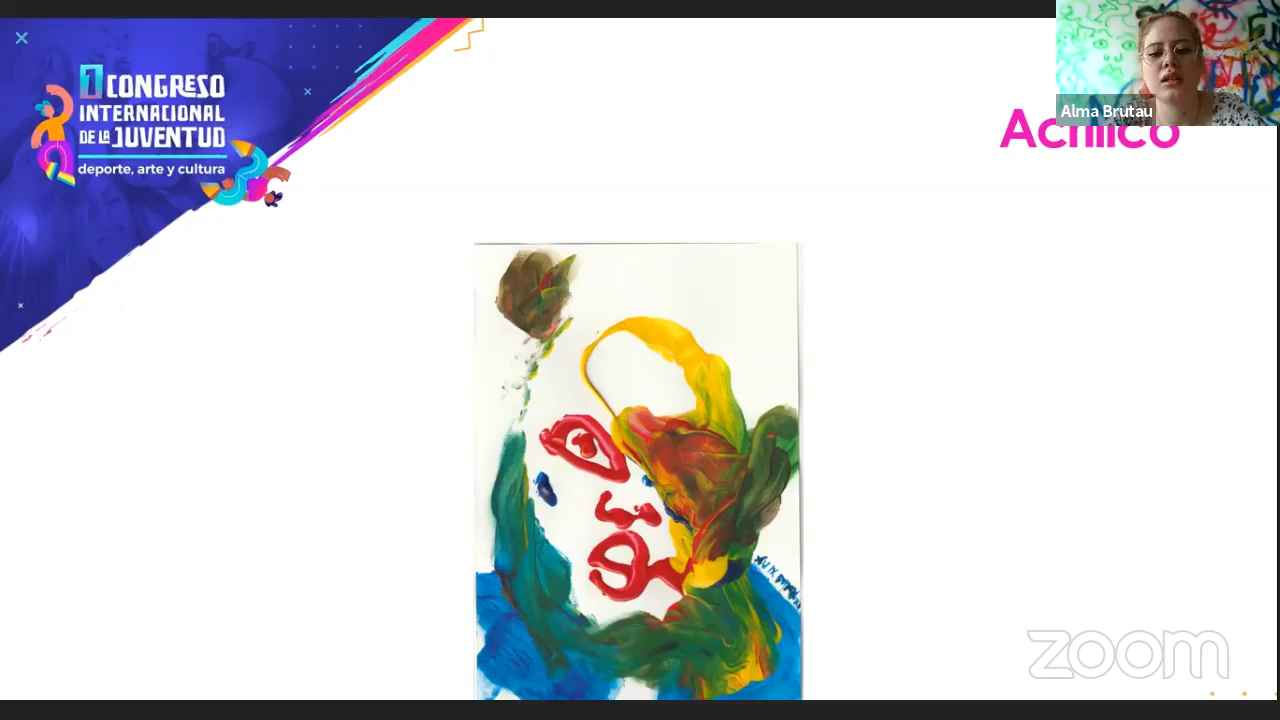 1 CONGRESO
INTERNACIONAL
DE LA JUVENTUD
deporte, arte y cultura
Alma Brutau
Acrílico
zoom